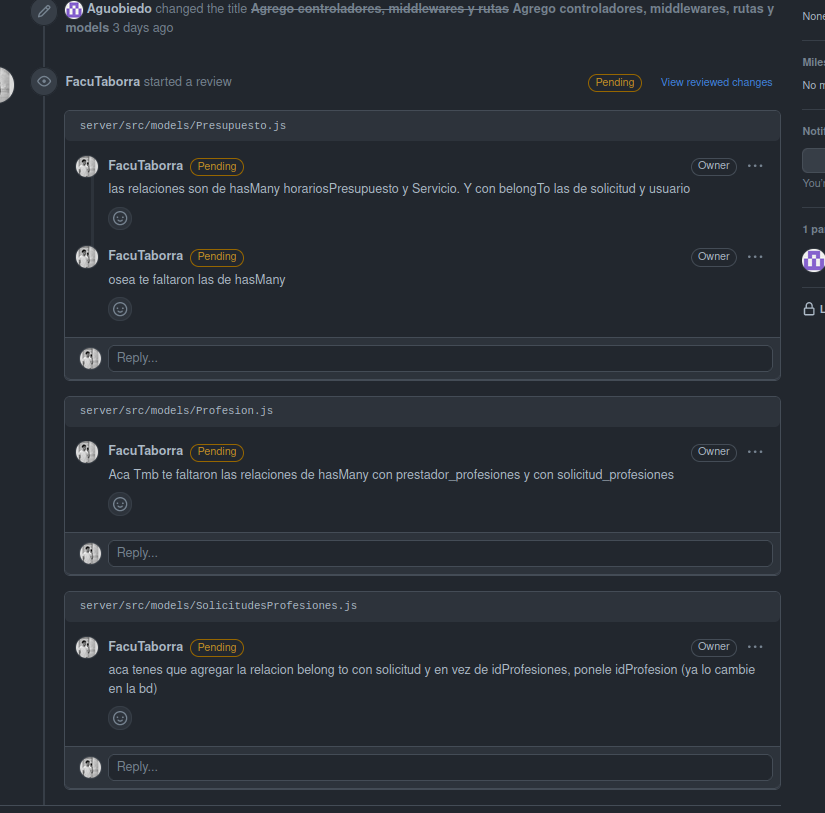 Aguobiedo changed the title Agrego controladores, middlewares y rutas Agrego controladores, middlewares, rutas y
models 3 days ago
FacuTaborra started a review
Pending
View reviewed changes
server/src/models/Presupuesto.js
FacuTaborra Pending Owner
las relaciones son de hasMany horariosPresupuesto y Servicio. Y con belongTo las de solicitud y usuario
FacuTaborra Pending Owner
osea te faltaron las de hasMany
Reply...
server/src/models/Profesion.js
FacuTaborra Pending Owner
Aca Tmb te faltaron las relaciones de hasMany con prestador_profesiones y con solicitud_profesiones
Reply...
server/src/models/SolicitudesProfesiones.js
FacuTaborra Pending Owner
aca tenes que agregar la relacion belong to con solicitud y en vez de idProfesiones, ponele idProfesion (ya lo cambie
en la bd)
Reply...
None
Miles
No m
Notif
You're
1 pa
L